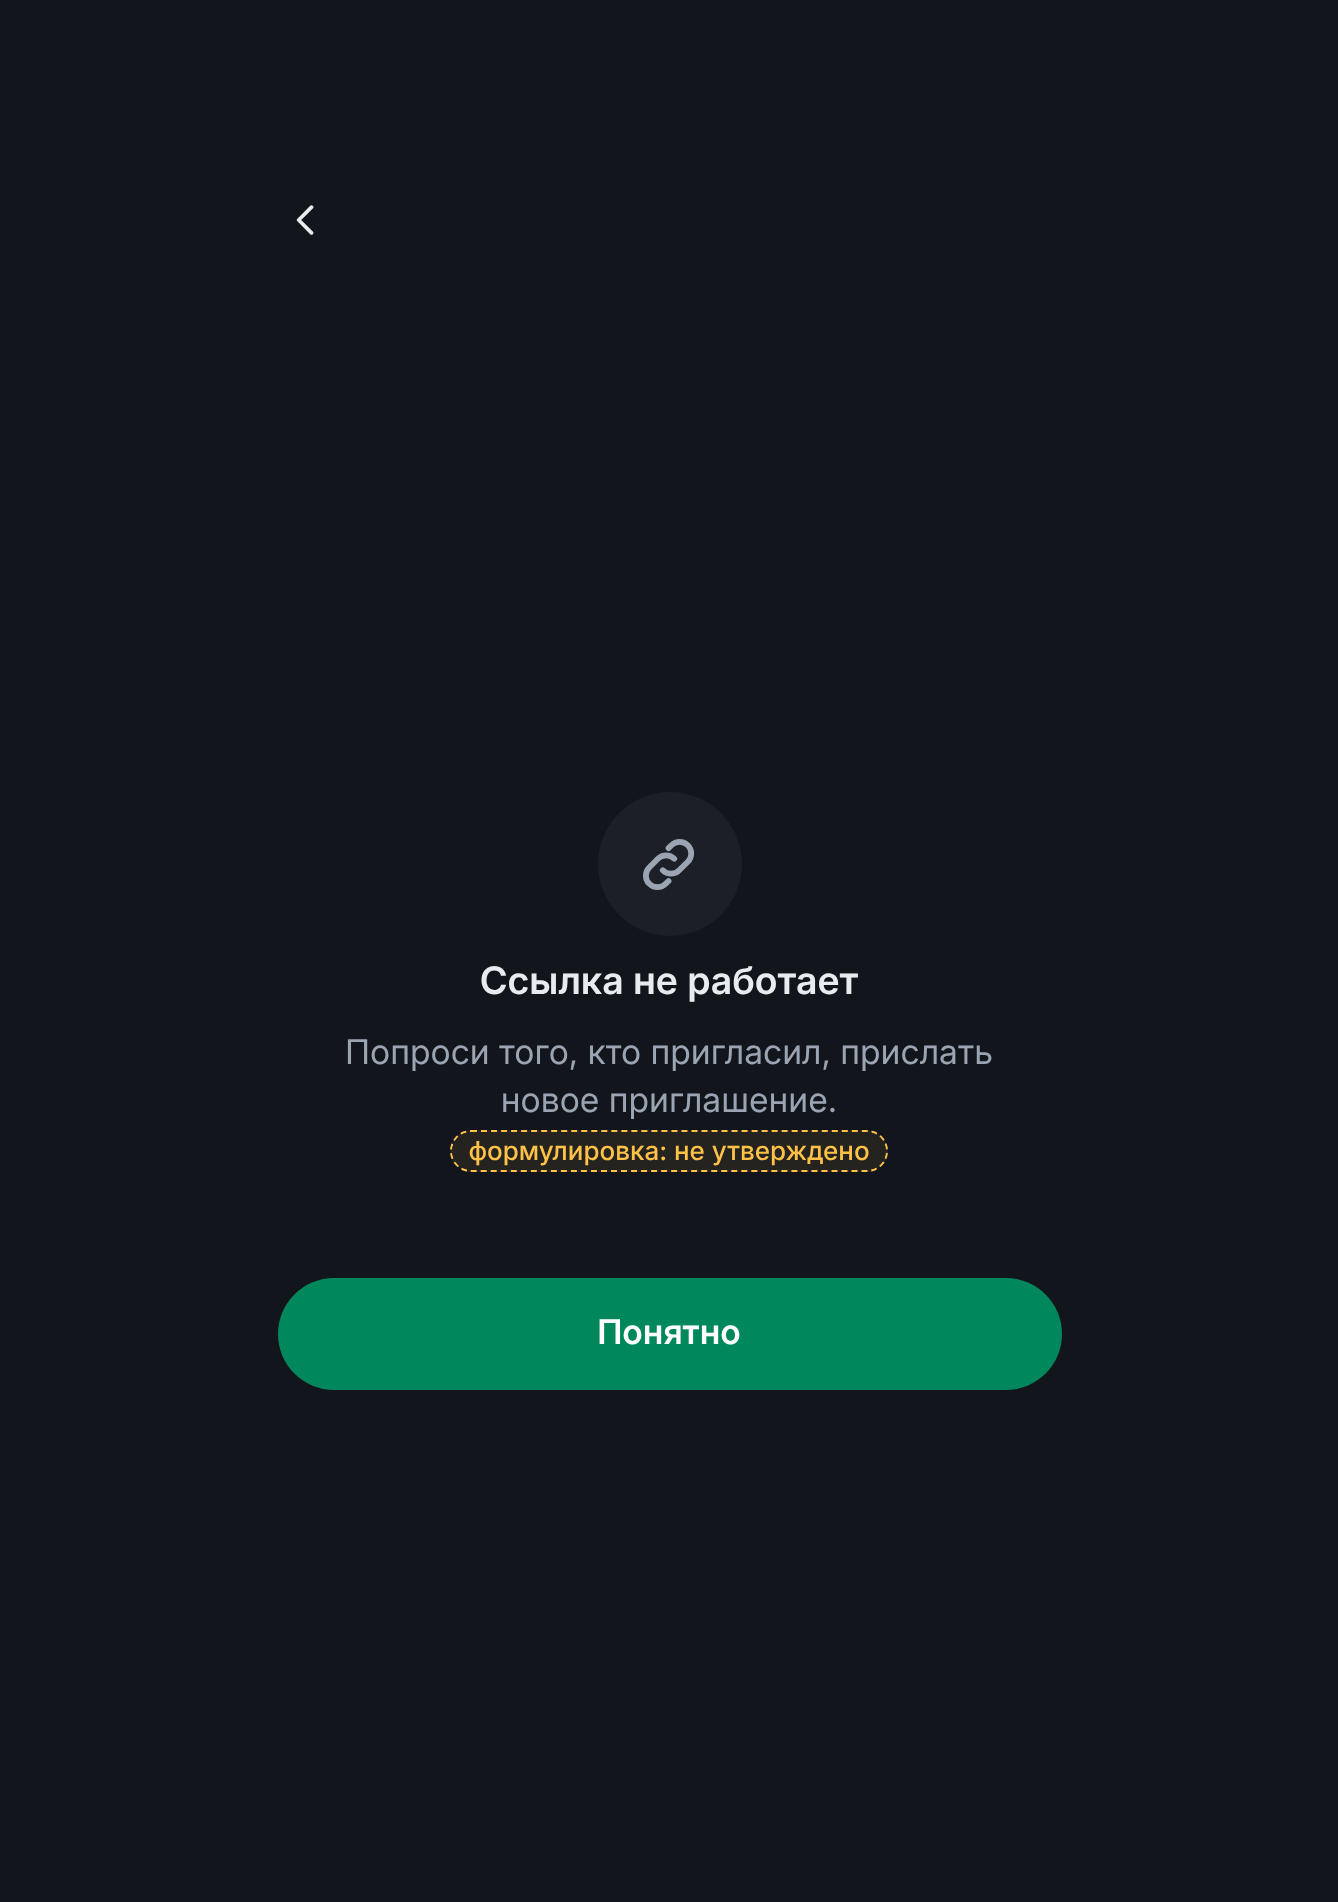 Ссылка не работает
Попроси того, кто пригласил, прислать
новое приглашение.
формулировка: не утверждено
Понятно